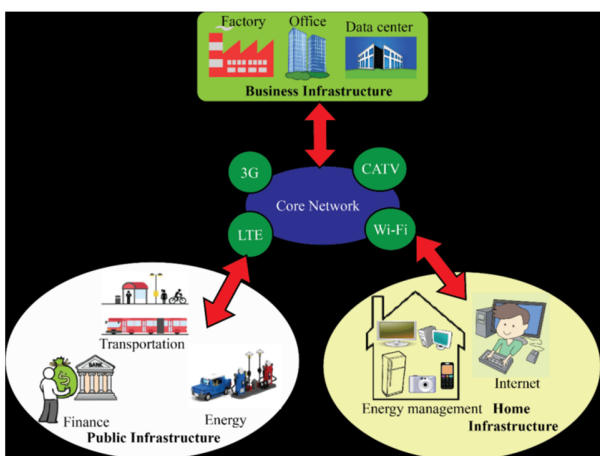 Factory
Office
Data center
Business Infrastructure
3G
CATV
Core Network
LTE
Wi-Fi
Transportation
BANK
$
Finance
Energy
Public Infrastructure
Internet
Energy management
Home
Infrastructure